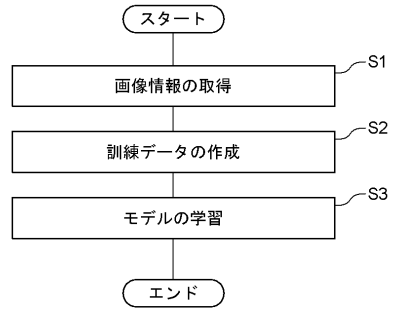 スタート
S1
画像情報の取得
S2
訓練データの作成
S3
モデルの学習
エンド